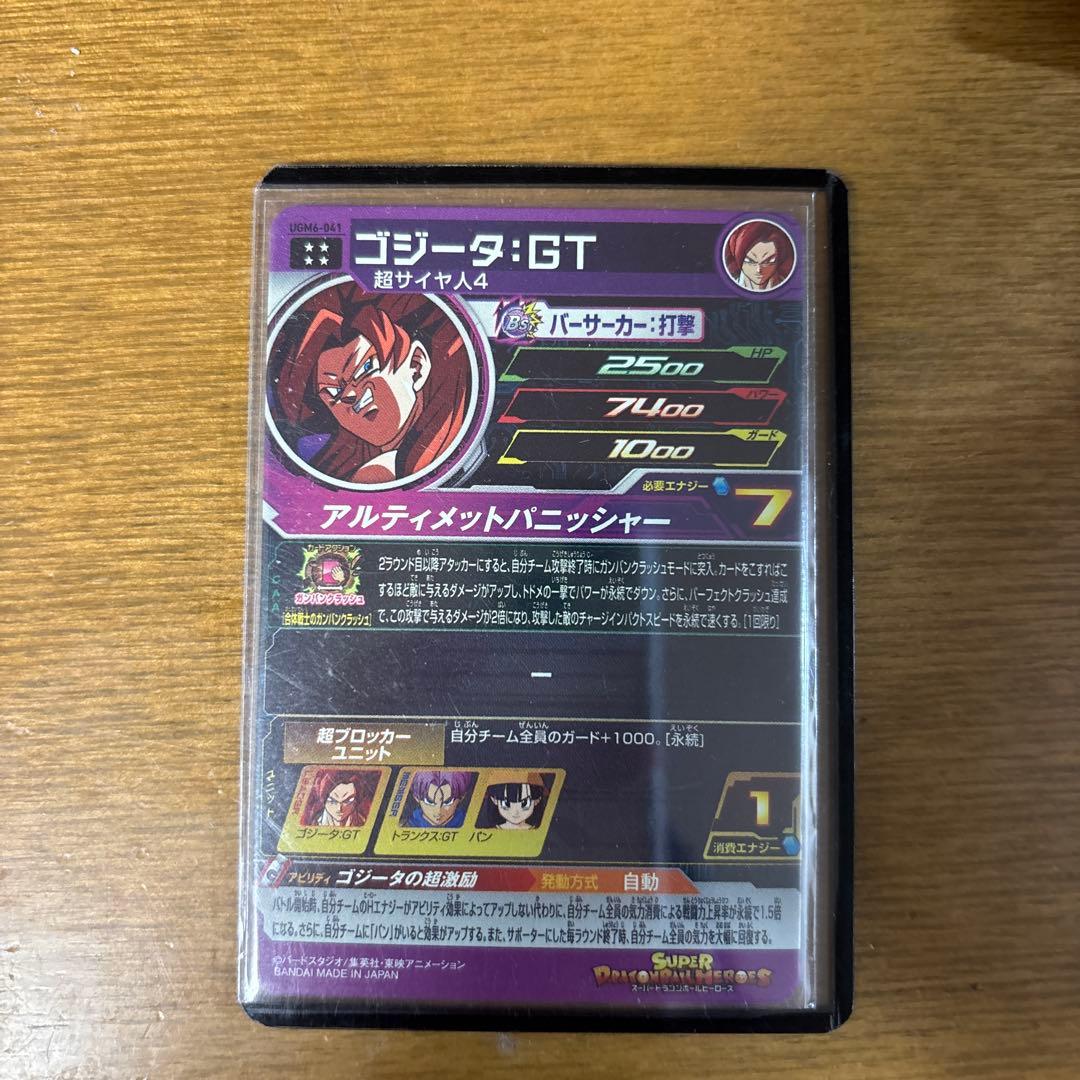 UGM6-041
ゴジータ:GT
超サイヤ人4
Bs バーサーカー:打撃
HP
2500
パワー
7400
ガード
1000
必要エナジー 7
アルティメットパニッシャー
CAA
カードアクション
ガンバンクラッシュ
[合体戦士のガンバンクラッシュ]
2ラウンド目以降アタッカーにすると、自分チーム攻撃終了時にガンバンクラッシュモードに突入。カードをこすればこ
するほど敵に与えるダメージがアップし、トドメの一撃でパワーが永続でダウン。さらに、パーフェクトクラッシュ達成
で、この攻撃で与えるダメージが2倍になり、攻撃した敵のチャージインパクトスピードを永続で速くする。[1回限り]
ー
ユニット
超ブロッカー
ユニット
自分チーム全員のガード+1000。[永続]
ゴジータ:GT
トランクス:GT
パン
1
消費エナジー
アビリティ ゴジータの超激励 発動方式 自動
バトル開始時、自分チームのHエナジーがアビリティ効果によってアップしない代わりに、自分チーム全員の気力消費による戦闘力上昇率が永続で1.5倍
になる。さらに、自分チームに「パン」がいると効果がアップする。また、サポーターにした毎ラウンド終了時、自分チーム全員の気力を大幅に回復する。
©バードスタジオ/集英社・東映アニメーション
BANDAI MADE IN JAPAN
SUPER
DRAGONBALL HEROES
スーパードラゴンボールヒーローズ